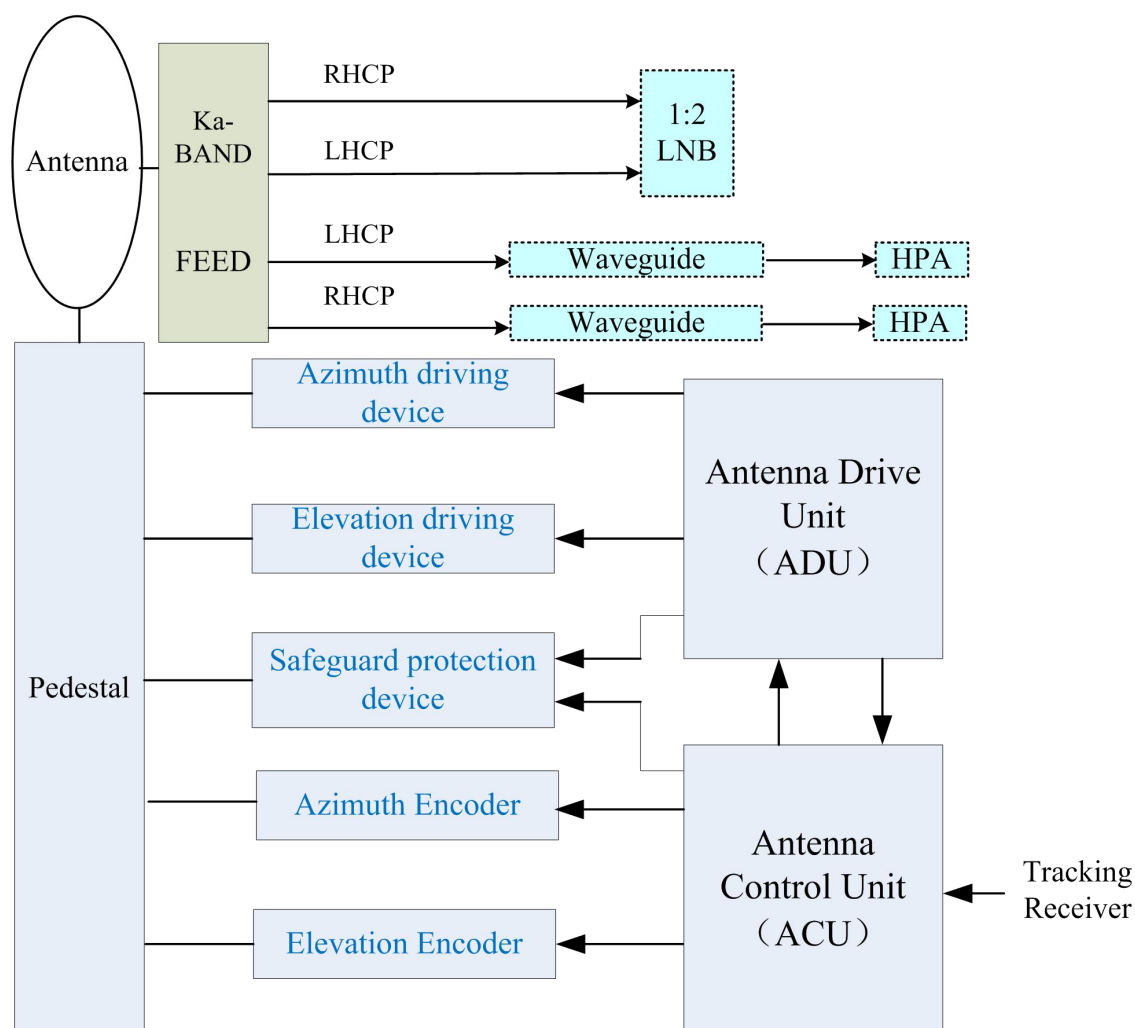 Antenna
Ka-
BAND
FEED
RHCP
LHCP
1:2
LNB
LHCP
Waveguide
HPA
RHCP
Waveguide
HPA
Pedestal
Azimuth driving
device
Elevation driving
device
Safeguard protection
device
Azimuth Encoder
Elevation Encoder
Antenna Drive
Unit
（ADU）
Antenna
Control Unit
（ACU）
Tracking
Receiver